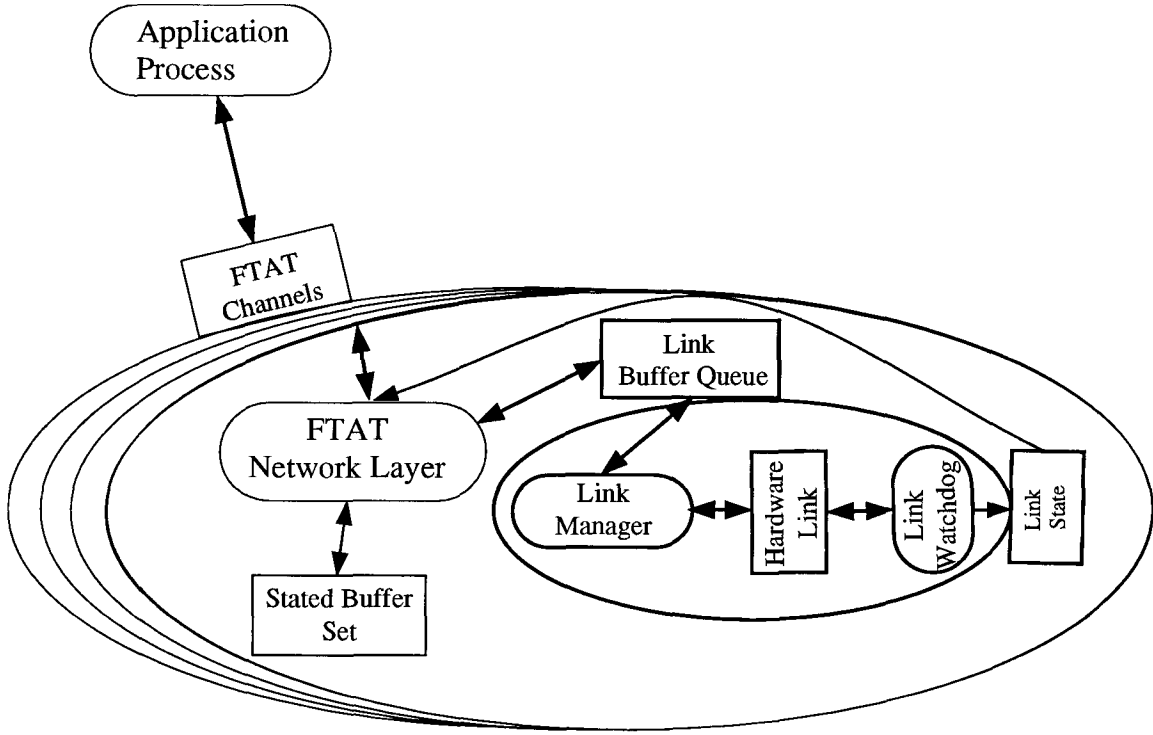 Application
Process
FTAT
Channels
Link
Buffer Queue
FTAT
Network Layer
Link
Manager
Hardware
Link
Link
Watchdog
Link
State
Stated Buffer
Set